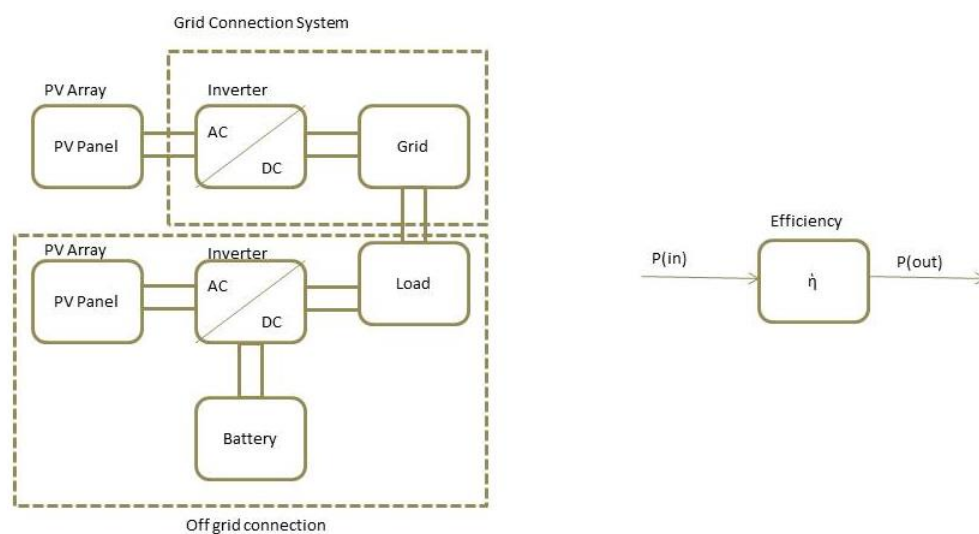 Grid Connection System
PV Array
Inverter
PV Panel
AC
DC
Grid
PV Array
Inverter
PV Panel
AC
DC
Load
Battery
Off grid connection
Efficiency
P(in)
ὴ
P(out)